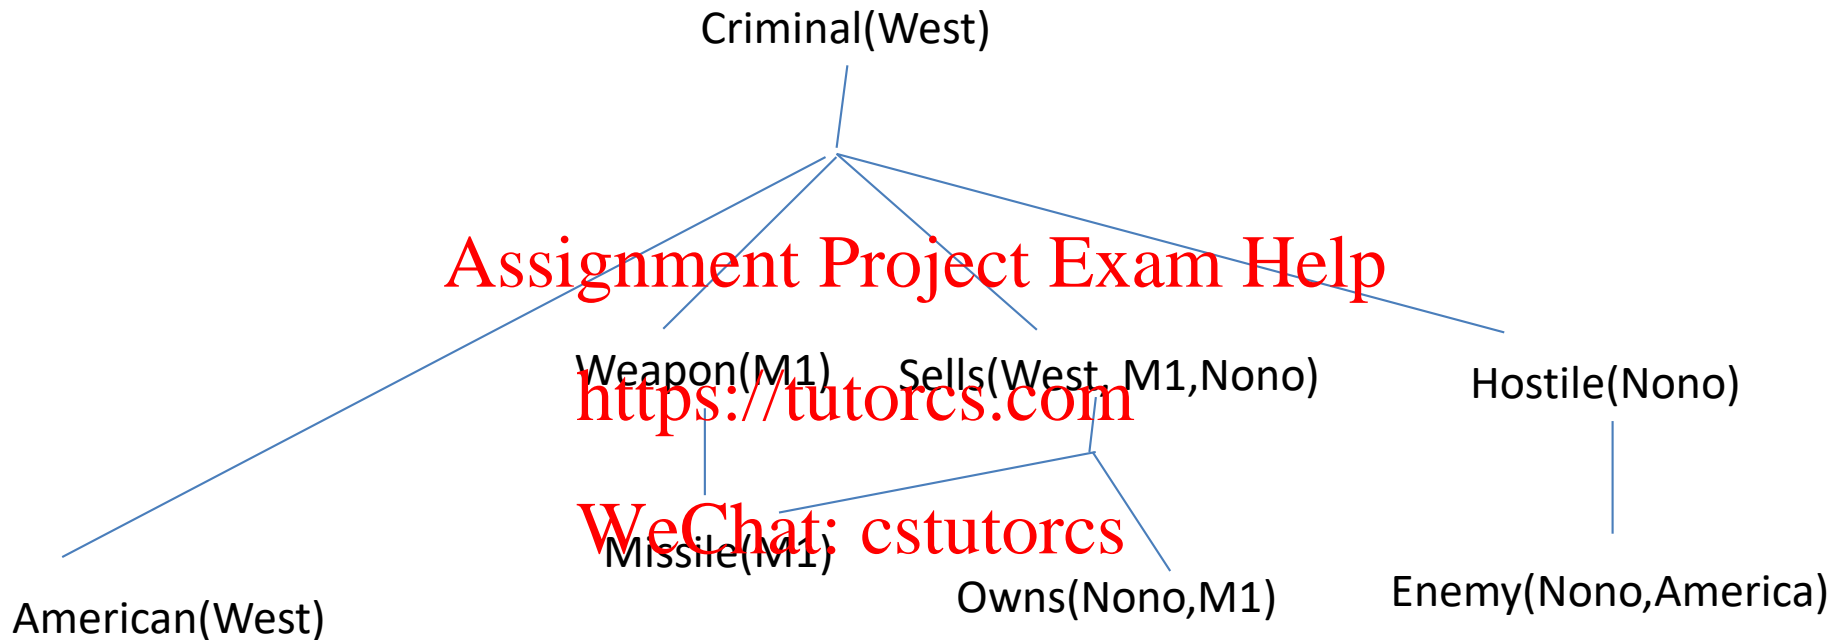 Criminal(West)
Assignment Project Exam Help
Weapon(M1)
Sells(West, M1,Nono)
Hostile(Nono)
https://tutorcs.com
WeChat: cstutorcs
Missile(M1)
Owns(Nono,M1)
Enemy(Nono,America)
American(West)